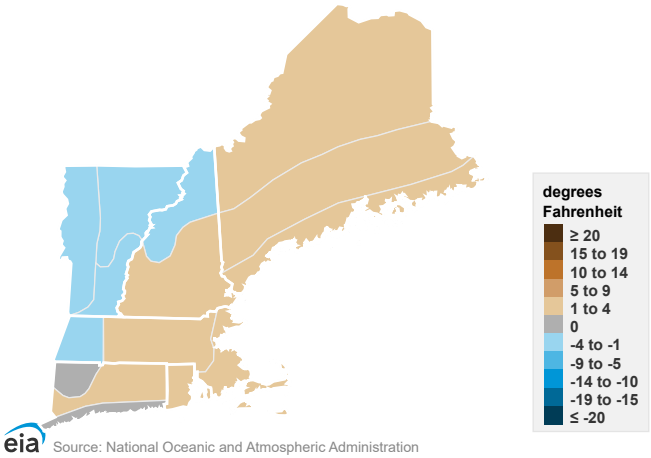 degrees
Fahrenheit
≥ 20
15 to 19
10 to 14
5 to 9
1 to 4
0
-4 to -1
-9 to -5
-14 to -10
-19 to -15
≤ -20
eia
Source: National Oceanic and Atmospheric Administration